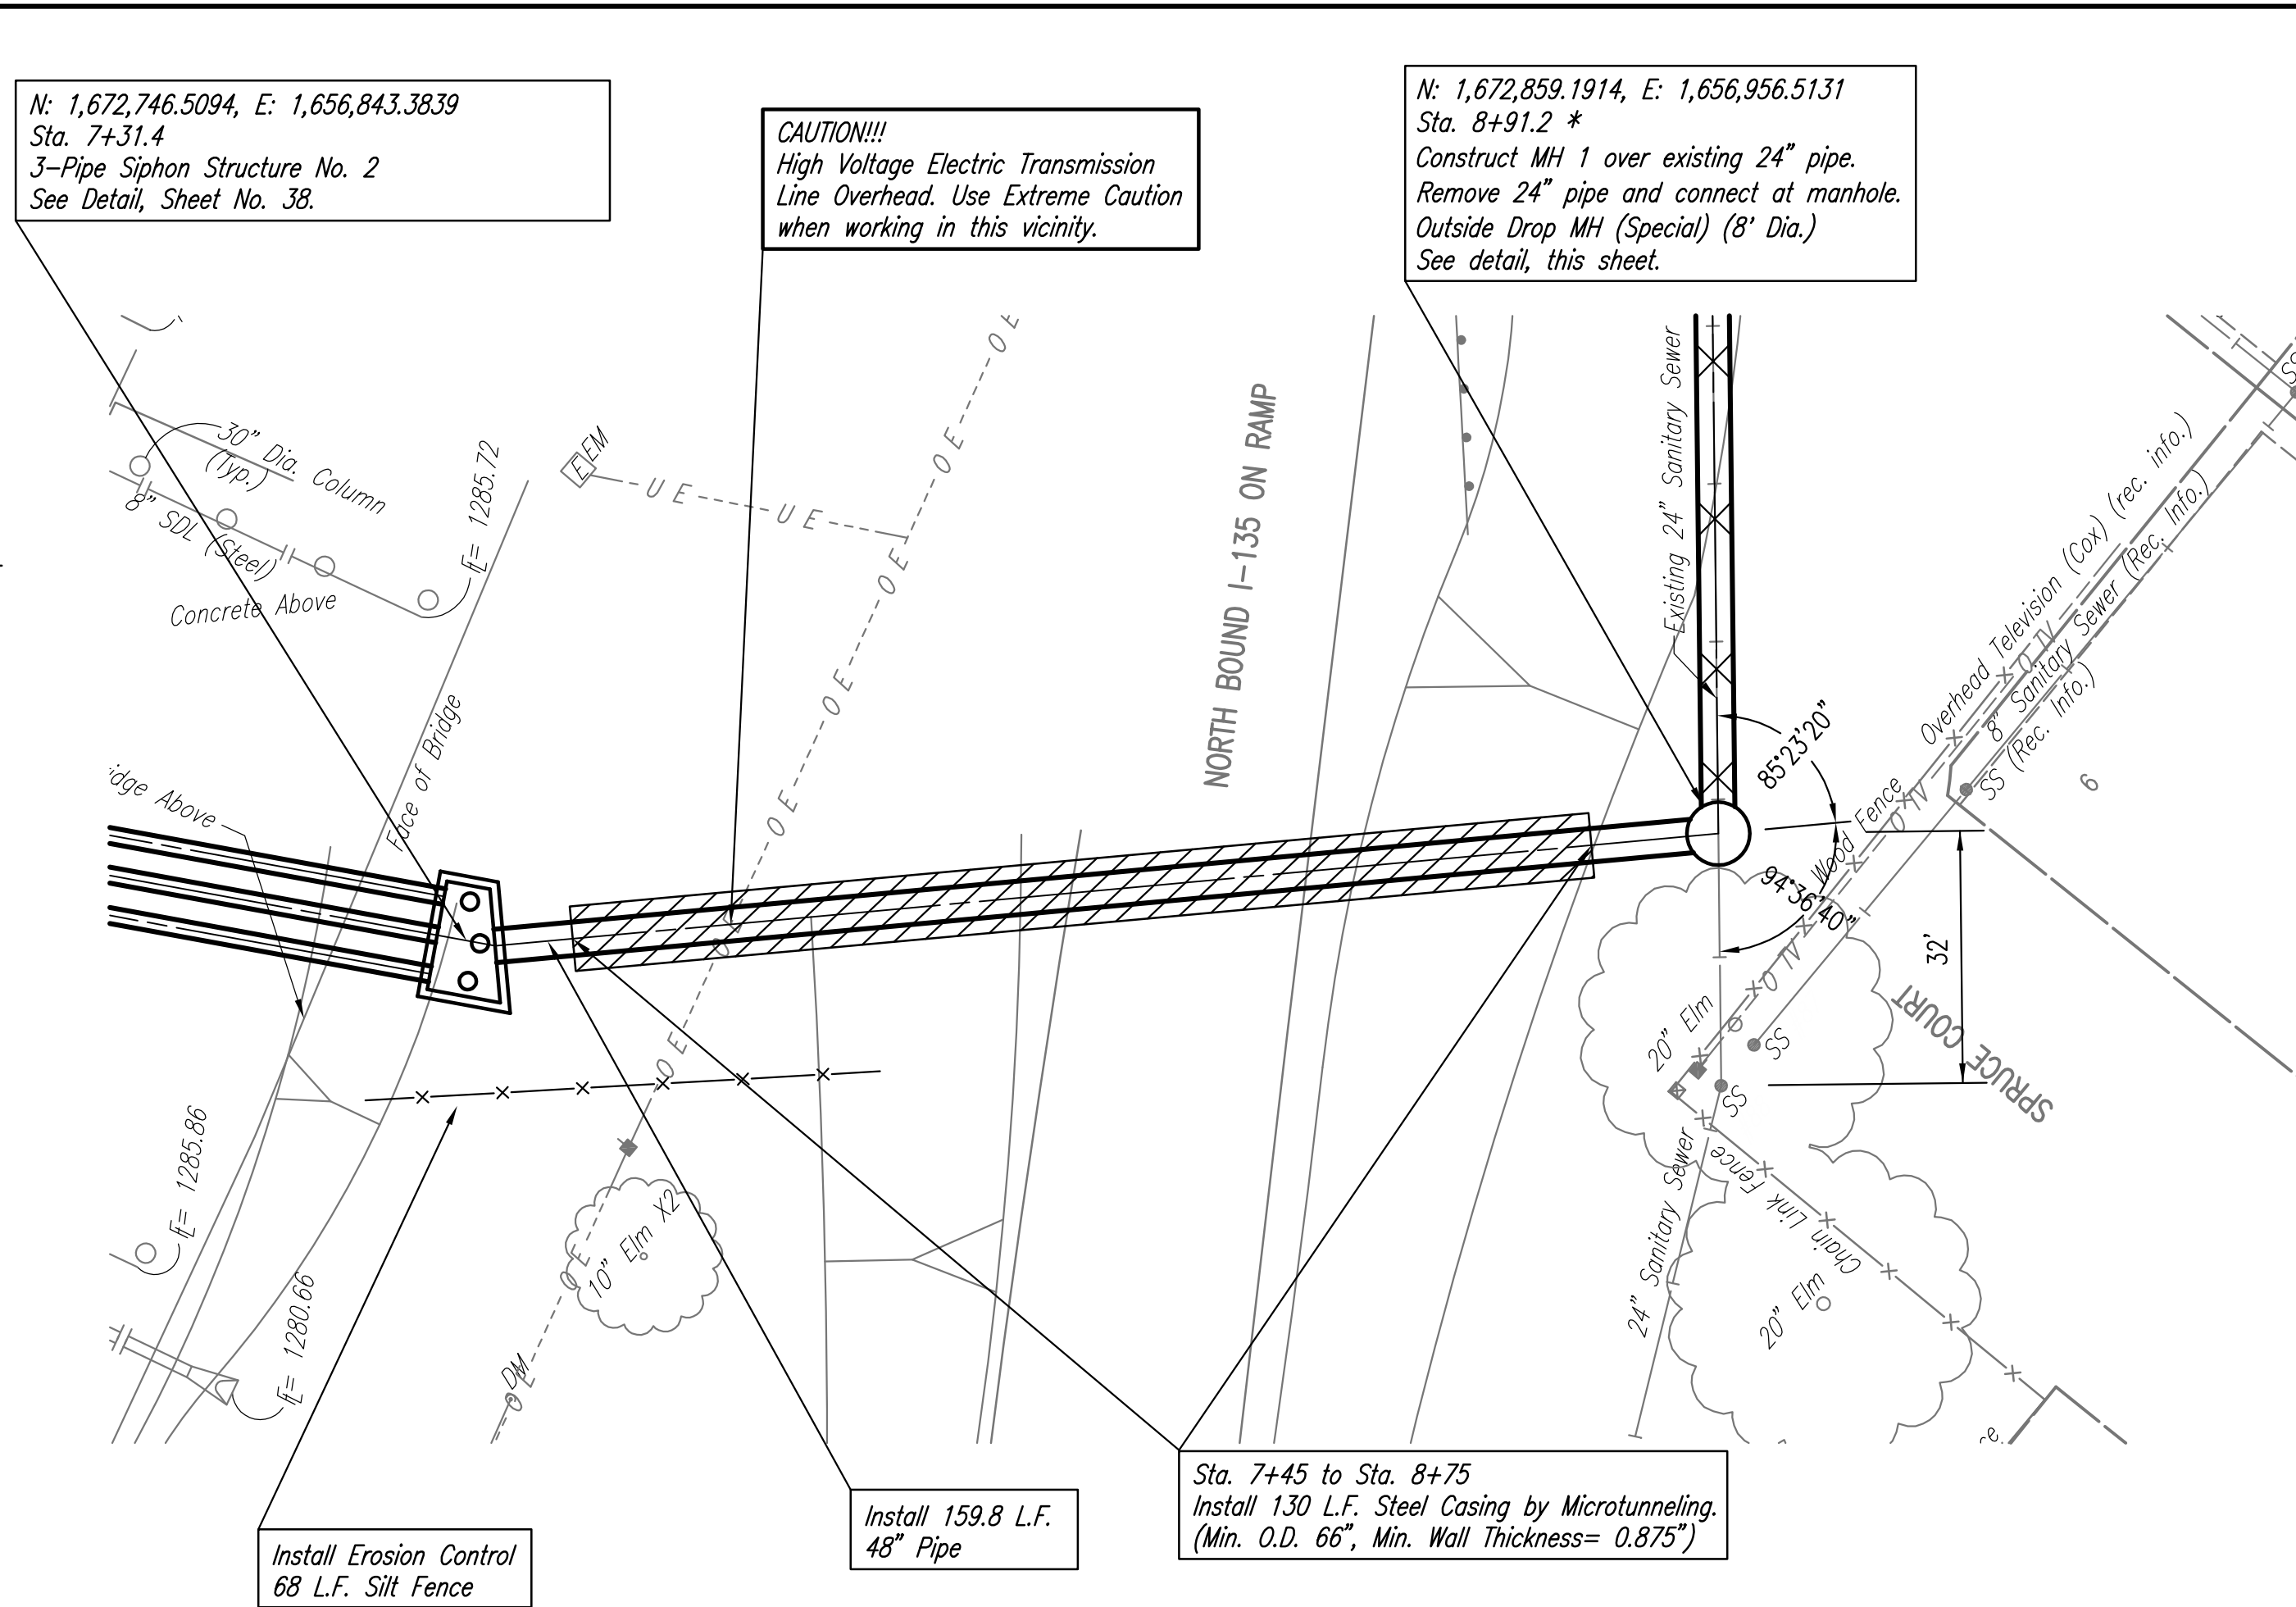 N: 1,672,746.5094, E: 1,656,843.3839
Sta. 7+31.4
3-Pipe Siphon Structure No. 2
See Detail, Sheet No. 38.
CAUTION!!!
High Voltage Electric Transmission
Line Overhead. Use Extreme Caution
when working in this vicinity.
N: 1,672,859.1914, E: 1,656,956.5131
Sta. 8+91.2 *
Construct MH 1 over existing 24" pipe.
Remove 24" pipe and connect at manhole.
Outside Drop MH (Special) (8' Dia.)
See detail, this sheet.
30" Dia. Column
(Typ.)
8" SDL (Steel)
Concrete Above
℄= 1285.72
E EM
U E
U E
O E
O E
O E
O E
O E
O E
O E
O E
O E
NORTH BOUND I-135 ON RAMP
Existing 24" Sanitary Sewer
Overhead Television (Cox) (rec. info.)
8" Sanitary Sewer (Rec. Info.)
SS (Rec. Info.)
SS
O TV
O TV
O TV
6
Face of Bridge
Above
85°23'20"
94°36'40"
Wood Fence
32'
SPRUCE COURT
20" Elm
SS
SS
24" Sanitary Sewer
Chain Link Fence
20" Elm
10" Elm X2
DM
℄= 1285.86
℄= 1280.66
Install Erosion Control
68 L.F. Silt Fence
Install 159.8 L.F.
48" Pipe
Sta. 7+45 to Sta. 8+75
Install 130 L.F. Steel Casing by Microtunneling.
(Min. O.D. 66", Min. Wall Thickness= 0.875")